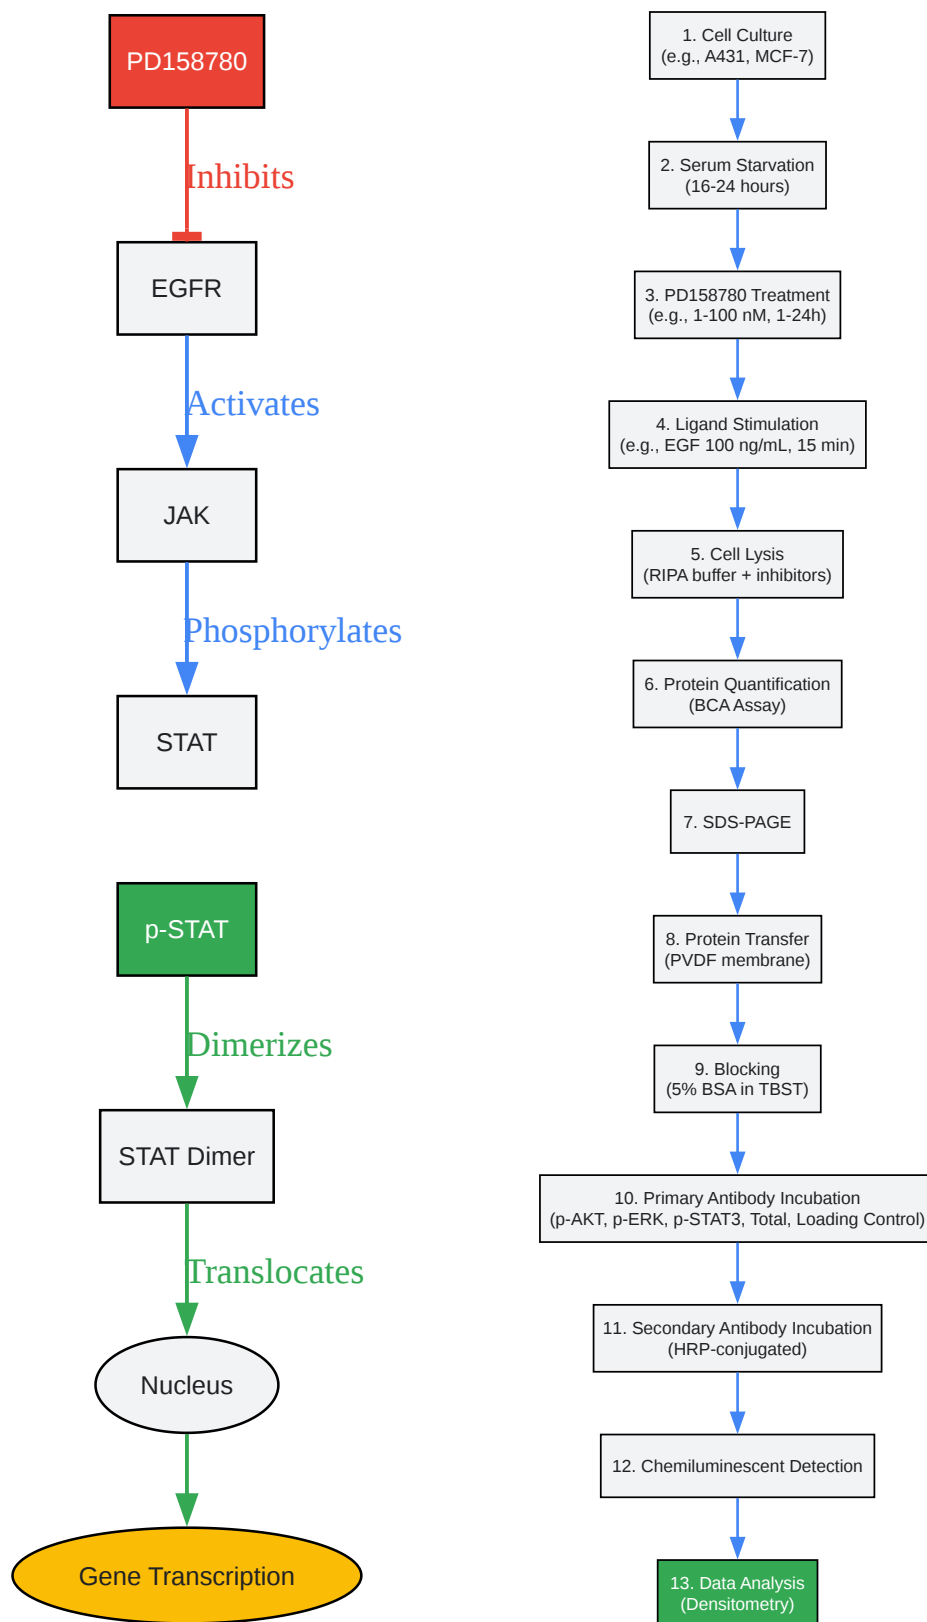 PD158780
Inhibits
EGFR
Activates
JAK
Phosphorylates
STAT
p-STAT
Dimerizes
STAT Dimer
Translocates
Nucleus
Gene Transcription
1. Cell Culture
(e.g., A431, MCF-7)
2. Serum Starvation
(16-24 hours)
3. PD158780 Treatment
(e.g., 1-100 nM, 1-24h)
4. Ligand Stimulation
(e.g., EGF 100 ng/mL, 15 min)
5. Cell Lysis
(RIPA buffer + inhibitors)
6. Protein Quantification
(BCA Assay)
7. SDS-PAGE
8. Protein Transfer
(PVDF membrane)
9. Blocking
(5% BSA in TBST)
10. Primary Antibody Incubation
(p-AKT, p-ERK, p-STAT3, Total, Loading Control)
11. Secondary Antibody Incubation
(HRP-conjugated)
12. Chemiluminescent Detection
13. Data Analysis
(Densitometry)